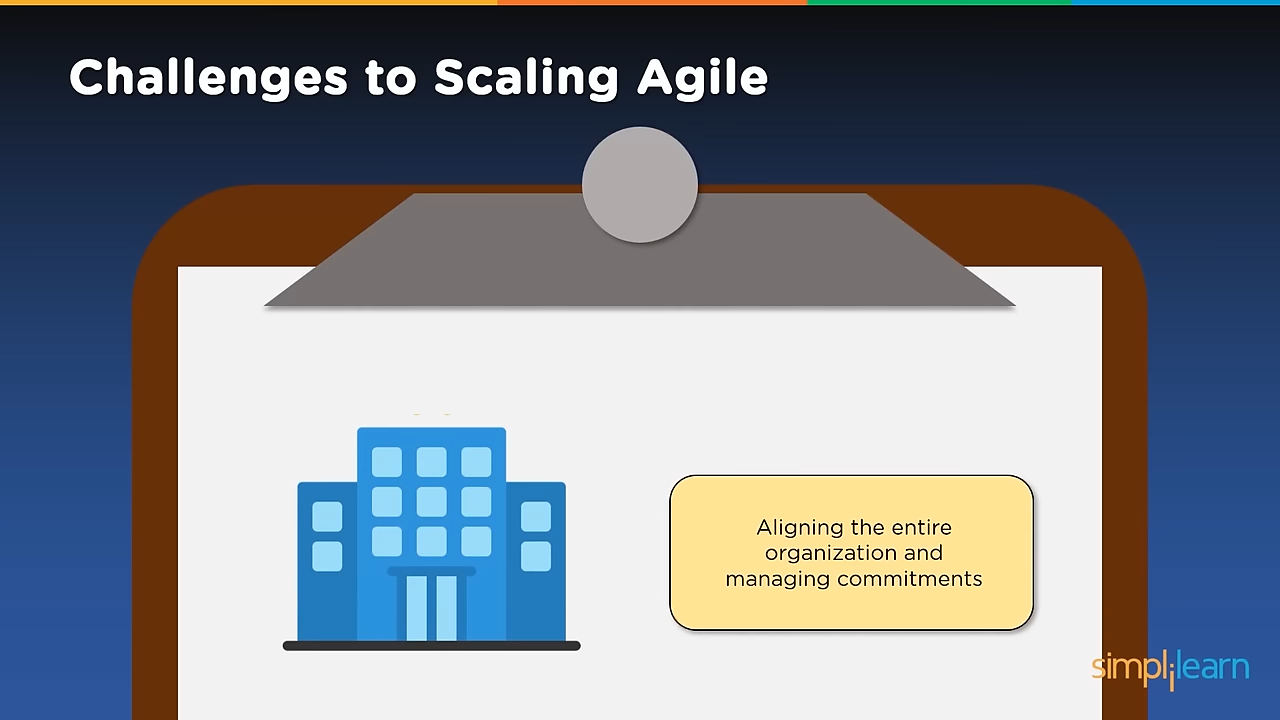 Challenges to Scaling Agile
Aligning the entire
organization and
managing commitments
simplilearn